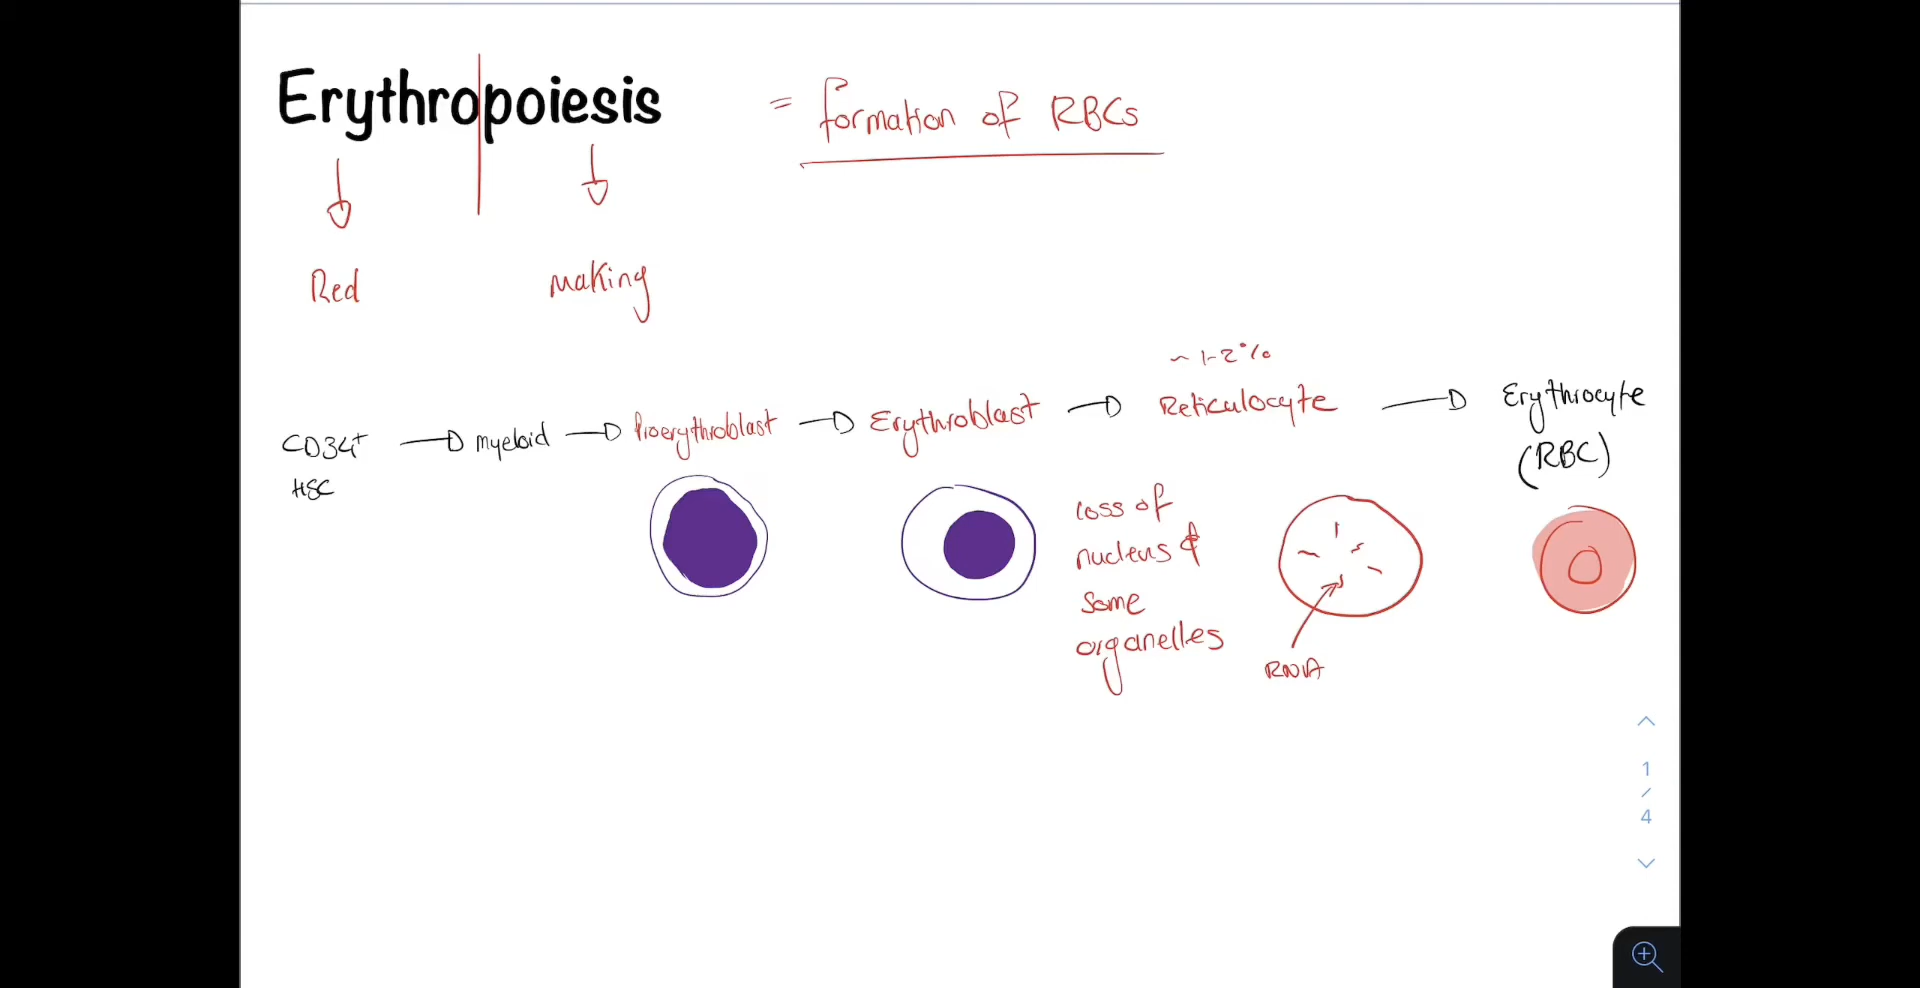 Erythropoiesis = formation of RBCs
Red making
~ 1-2%
CD34+ HSC → myeloid → Proerythroblast → Erythroblast → Reticulocyte → Erythrocyte (RBC)
loss of
nucleus &
some
organelles
RNA
1
/
4